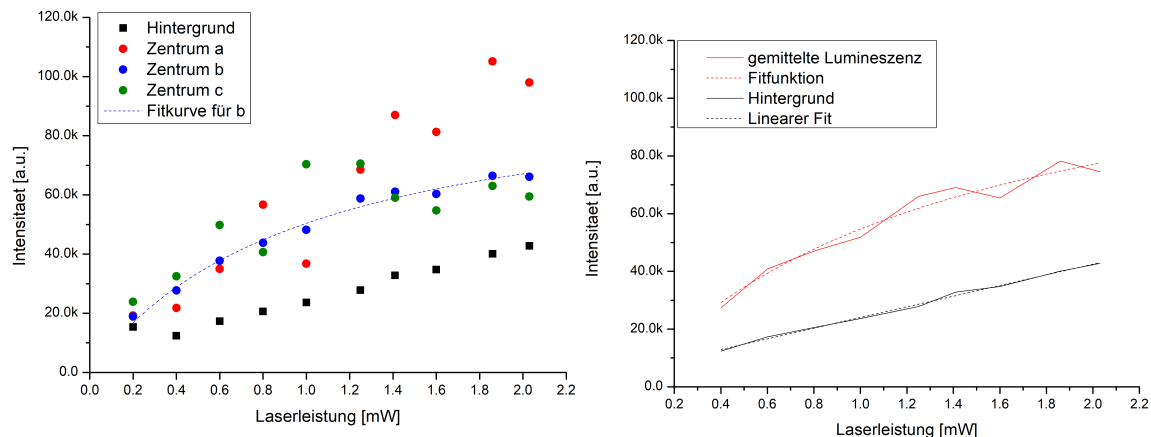 120.0k
100.0k
80.0k
60.0k
40.0k
20.0k
0.0
Intensitaet [a.u.]
Hintergrund
Zentrum a
Zentrum b
Zentrum c
Fitkurve für b
0.0 0.2 0.4 0.6 0.8 1.0 1.2 1.4 1.6 1.8 2.0 2.2
Laserleistung [mW]
120.0k
100.0k
80.0k
60.0k
40.0k
20.0k
0.0
Intensitaet [a.u.]
gemittelte Lumineszenz
Fitfunktion
Hintergrund
Linearer Fit
0.2 0.4 0.6 0.8 1.0 1.2 1.4 1.6 1.8 2.0 2.2
Laserleistung [mW]